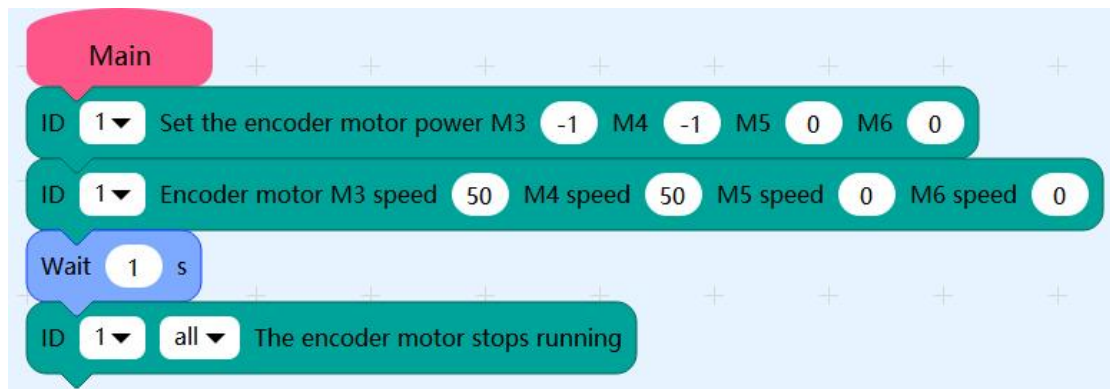 Main
ID 1 Set the encoder motor power M3 -1 M4 -1 M5 0 M6 0
ID 1 Encoder motor M3 speed 50 M4 speed 50 M5 speed 0 M6 speed 0
Wait 1 s
ID 1 all The encoder motor stops running